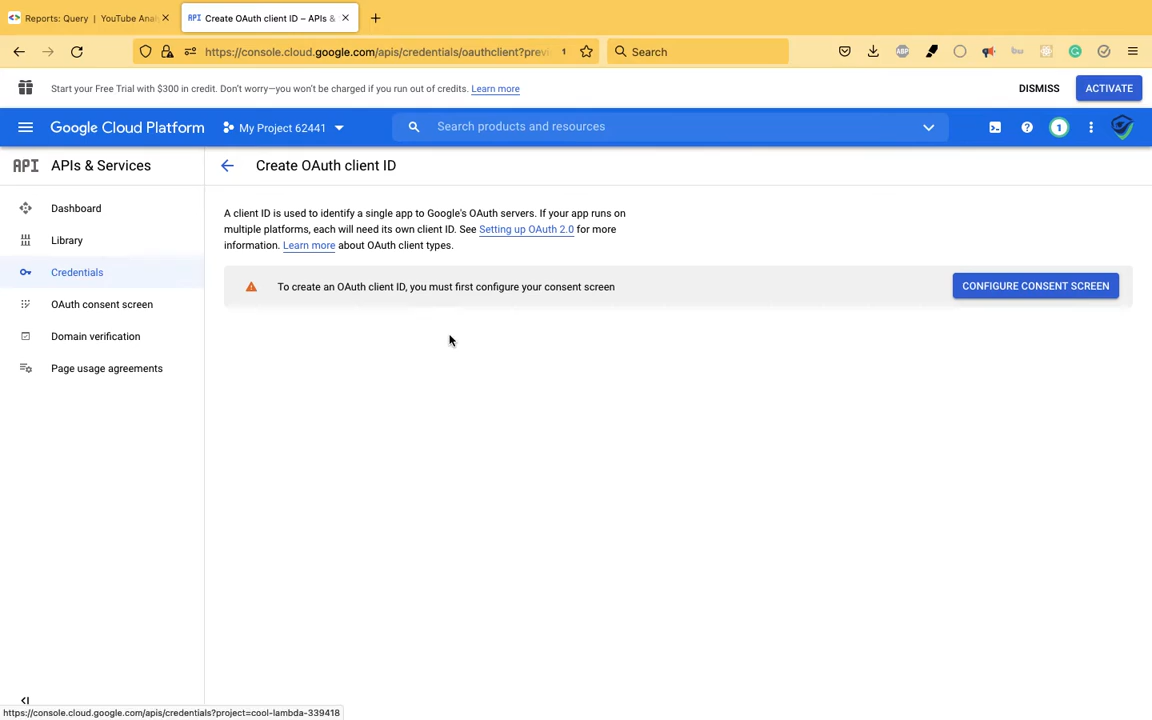 Reports: Query | YouTube Anal
API Create OAuth client ID – APIs &
https://console.cloud.google.com/apis/credentials/oauthclient?previ
1
Search
ABP
Start your Free Trial with $300 in credit. Don't worry—you won't be charged if you run out of credits. Learn more
DISMISS
ACTIVATE
Google Cloud Platform
My Project 62441
Search products and resources
1
API APIs & Services
Create OAuth client ID
Dashboard
Library
Credentials
OAuth consent screen
Domain verification
Page usage agreements
A client ID is used to identify a single app to Google's OAuth servers. If your app runs on
multiple platforms, each will need its own client ID. See Setting up OAuth 2.0 for more
information. Learn more about OAuth client types.
To create an OAuth client ID, you must first configure your consent screen
CONFIGURE CONSENT SCREEN
https://console.cloud.google.com/apis/credentials?project=cool-lambda-339418